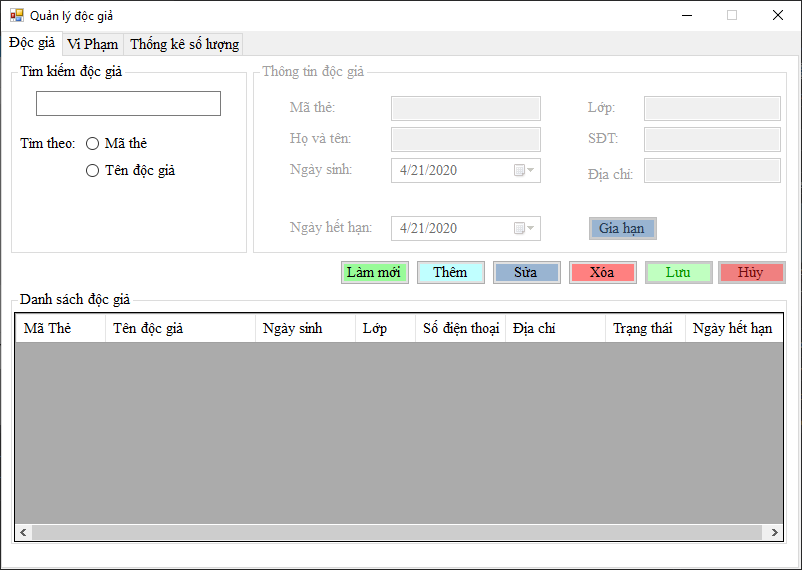 Quản lý độc giả
Độc giả Vi Phạm Thống kê số lượng
Tìm kiếm độc giả
Tìm theo: Mã thẻ
Tên độc giả
Thông tin độc giả
Mã thẻ: Lớp:
Họ và tên: SĐT:
Ngày sinh: 4/21/2020 Địa chỉ:
Ngày hết hạn: 4/21/2020 Gia hạn
Làm mới Thêm Sửa Xóa Lưu Hủy
Danh sách độc giả
Mã Thẻ Tên độc giả Ngày sinh Lớp Số điện thoại Địa chỉ Trạng thái Ngày hết hạn